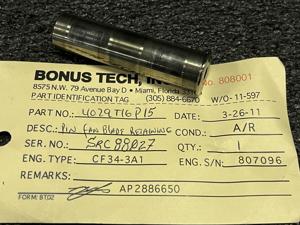 No. 808001
BONUS TECH, IN
8575 N.W. 79 Avenue Bay D • Miami, Florida 331
PART IDENTIFICATION TAG (305) 884-6670 W/O-11-597
PART NO.: 4029T16P15 DATE: 3-26-11
DESC.: PIN FAN BLADE RETAINING COND.: A/R
SER. NO.: SRC88027 QTY.: 1
ENG. TYPE: CF34-3A1 ENG. S/N: 807096
REMARKS:
AP2886650
FORM: BTD2